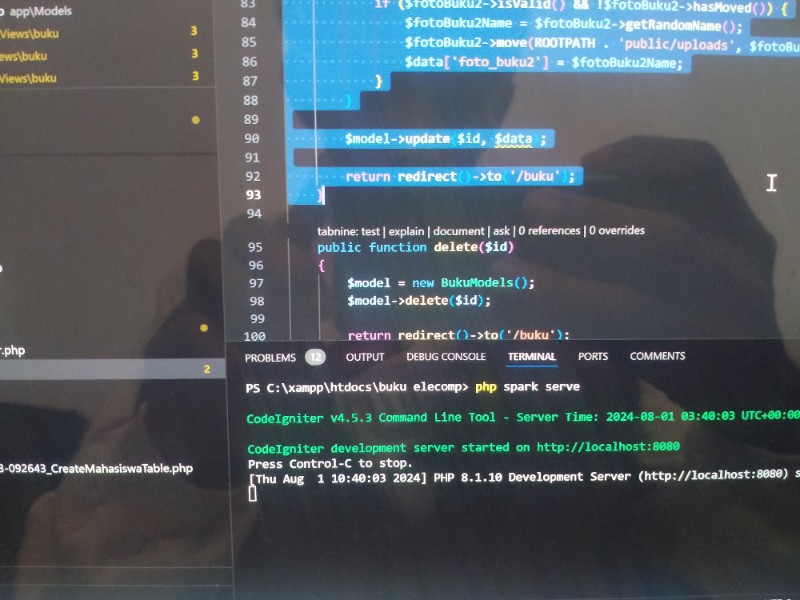 app\Models
Views\buku 3
ews\buku 3
Views\buku 3
r.php
2
3-092643_CreateMahasiswaTable.php
83 if ($fotoBuku2->isValid() && !$fotoBuku2->hasMoved()) {
84 $fotoBuku2Name = $fotoBuku2->getRandomName();
85 $fotoBuku2->move(ROOTPATH . 'public/uploads', $fotoBu
86 $data['foto_buku2'] = $fotoBuku2Name;
87 }
88 }
89
90 $model->update($id, $data);
91
92 return redirect()->to('/buku');
93 }
94
tabnine: test | explain | document | ask | 0 references | 0 overrides
95 public function delete($id)
96 {
97 $model = new BukuModels();
98 $model->delete($id);
99
100 return redirect()->to('/buku');
PROBLEMS 12 OUTPUT DEBUG CONSOLE TERMINAL PORTS COMMENTS
PS C:\xampp\htdocs\buku elecomp> php spark serve
CodeIgniter v4.5.3 Command Line Tool - Server Time: 2024-08-01 03:40:03 UTC+00:00
CodeIgniter development server started on http://localhost:8080
Press Control-C to stop.
[Thu Aug 1 10:40:03 2024] PHP 8.1.10 Development Server (http://localhost:8080) s